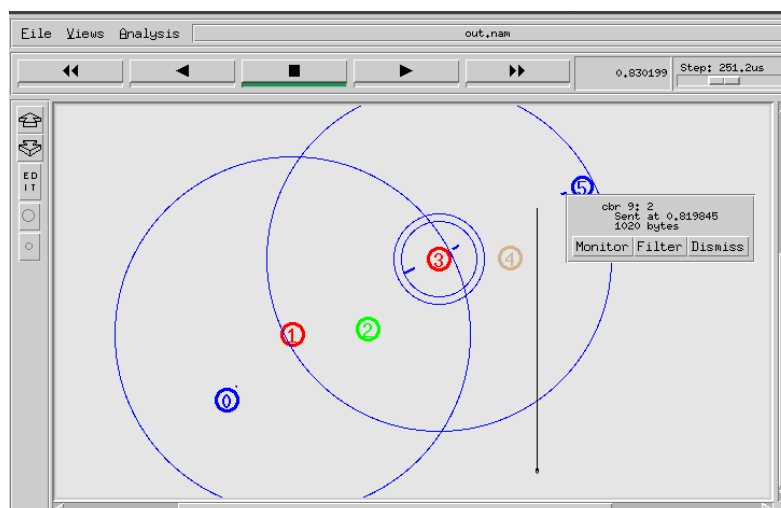 File Views Analysis out.nam
0.830199 Step: 251.2us
ED
IT
5
cbr 9: 2
Sent at 0.819845
1020 bytes
Monitor Filter Dismiss
3
4
1
2
0